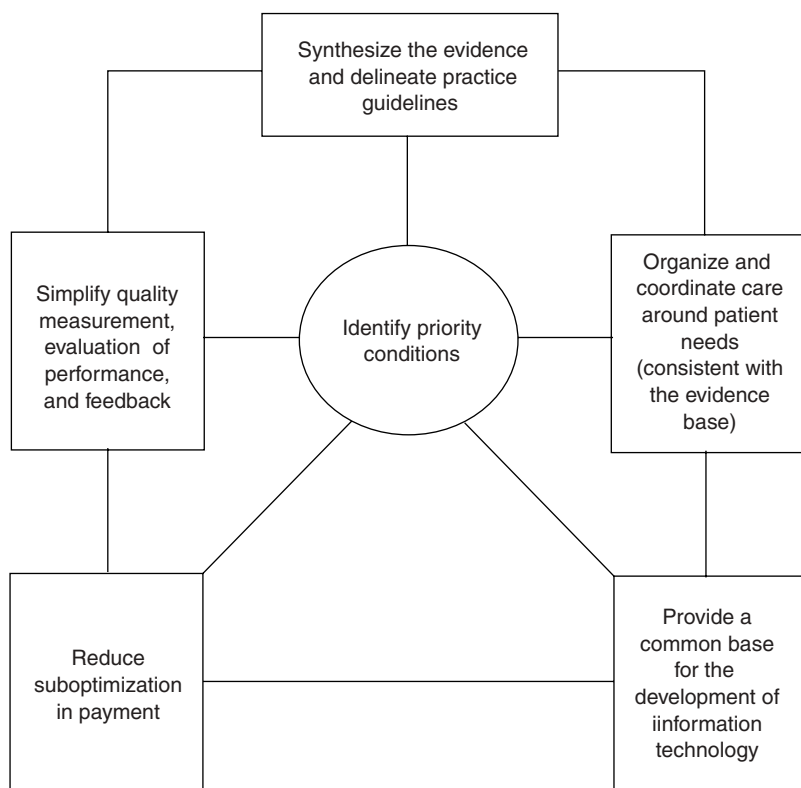 Synthesize the evidence
and delineate practice
guidelines
Simplify quality
measurement,
evaluation of
performance,
and feedback
Identify priority
conditions
Organize and
coordinate care
around patient
needs
(consistent with
the evidence
base)
Reduce
suboptimization
in payment
Provide a
common base
for the
development of
iinformation
technology